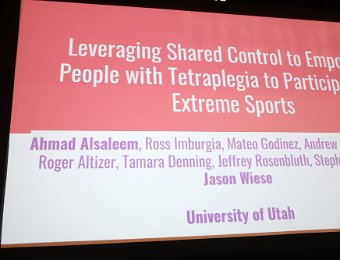 Leveraging Shared Control to Empo
People with Tetraplegia to Particip
Extreme Sports
Ahmad Alsaleem, Ross Imburgia, Mateo Godinez, Andrew
Roger Altizer, Tamara Denning, Jeffrey Rosenbluth, Steph
Jason Wiese
University of Utah